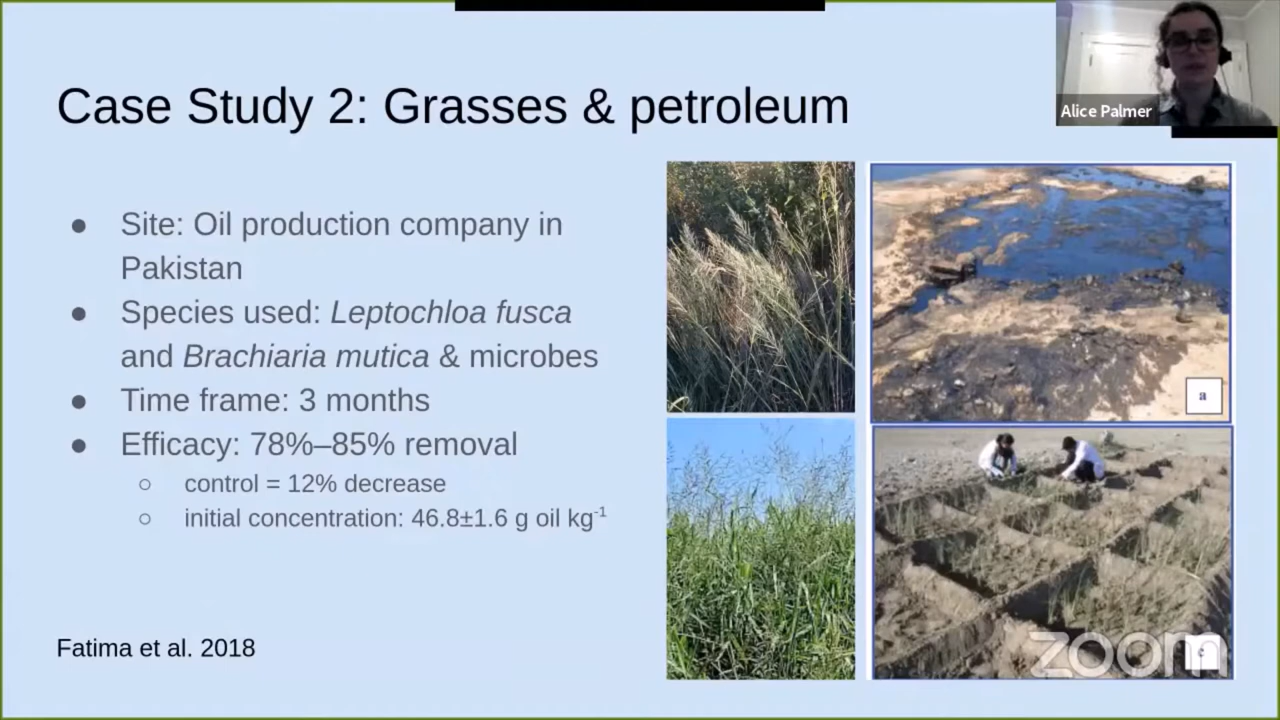 Alice Palmer
Case Study 2: Grasses & petroleum
● Site: Oil production company in
Pakistan
● Species used: Leptochloa fusca
and Brachiaria mutica & microbes
● Time frame: 3 months
● Efficacy: 78%–85% removal
○ control = 12% decrease
○ initial concentration: 46.8±1.6 g oil kg-1
Fatima et al. 2018
a
zoom